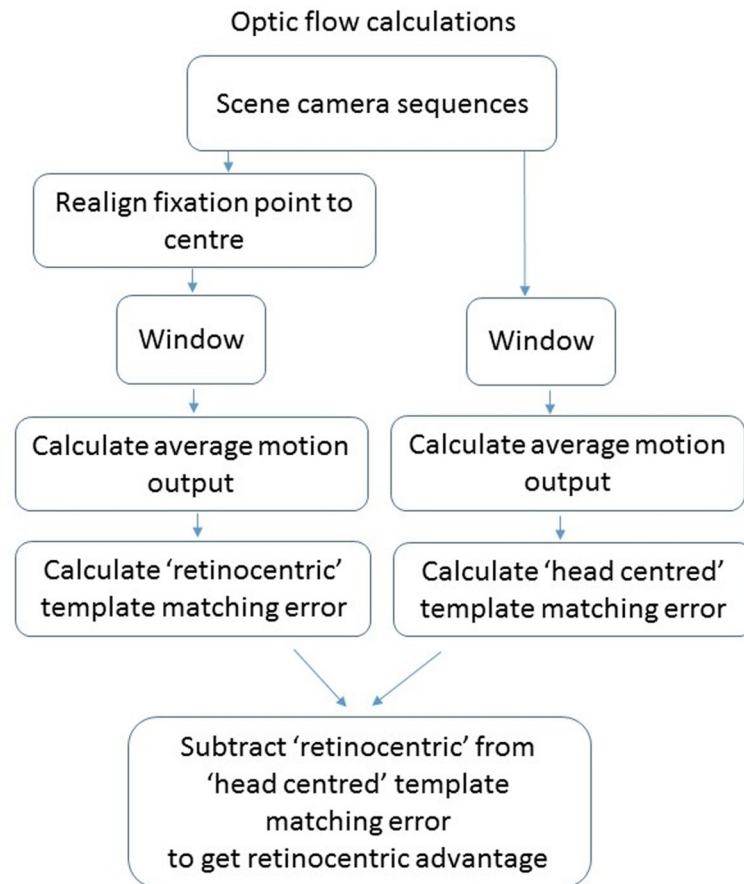 Optic flow calculations
Scene camera sequences
Realign fixation point to
centre
Window
Window
Calculate average motion
output
Calculate average motion
output
Calculate ‘retinocentric’
template matching error
Calculate ‘head centred’
template matching error
Subtract ‘retinocentric’ from
‘head centred’ template
matching error
to get retinocentric advantage